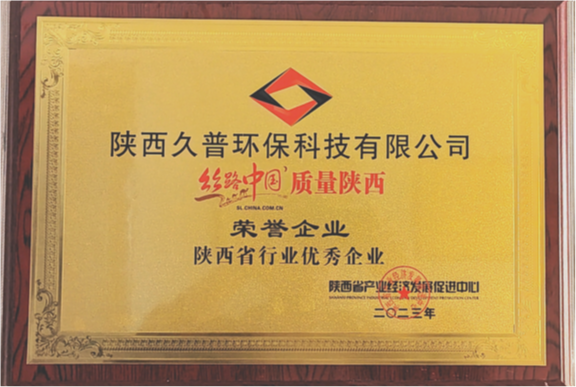 陕西久普环保科技有限公司
丝路中国 质量陕西
SL.CHINA.COM.CN
荣誉企业
陕西省行业优秀企业
陕西省产业经济发展促进中心
二〇二三年